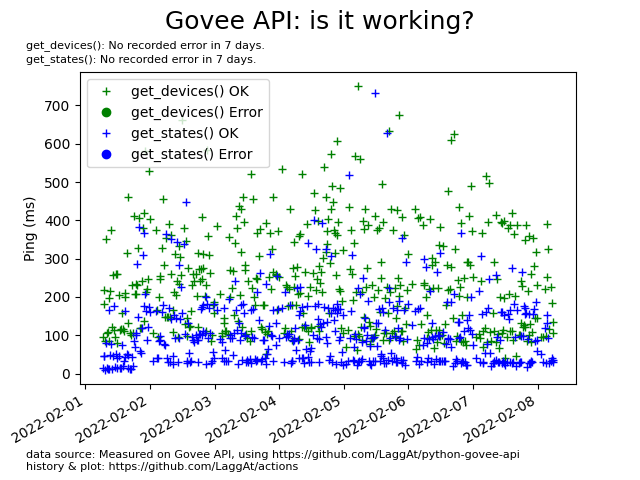 Govee API: is it working?
get_devices(): No recorded error in 7 days.
get_states(): No recorded error in 7 days.
get_devices() OK
get_devices() Error
get_states() OK
get_states() Error
Ping (ms)
700
600
500
400
300
200
100
0
2022-02-01
2022-02-02
2022-02-03
2022-02-04
2022-02-05
2022-02-06
2022-02-07
2022-02-08
data source: Measured on Govee API, using https://github.com/LaggAt/python-govee-api
history & plot: https://github.com/LaggAt/actions